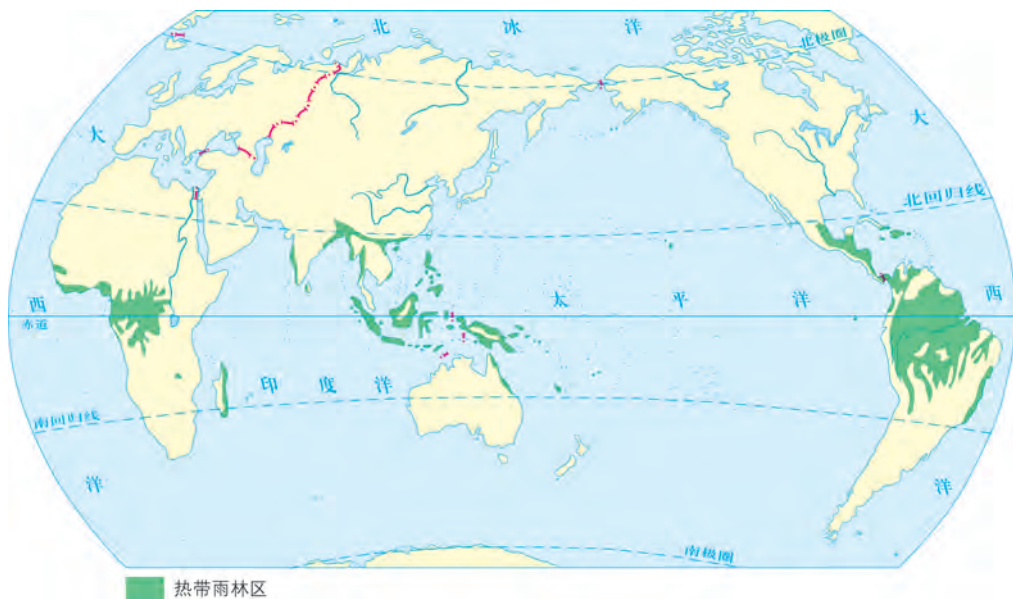 北冰洋
北极圈
大
大
北回归线
西
太平洋
西
赤道
印度洋
南回归线
洋
洋
南极圈
热带雨林区